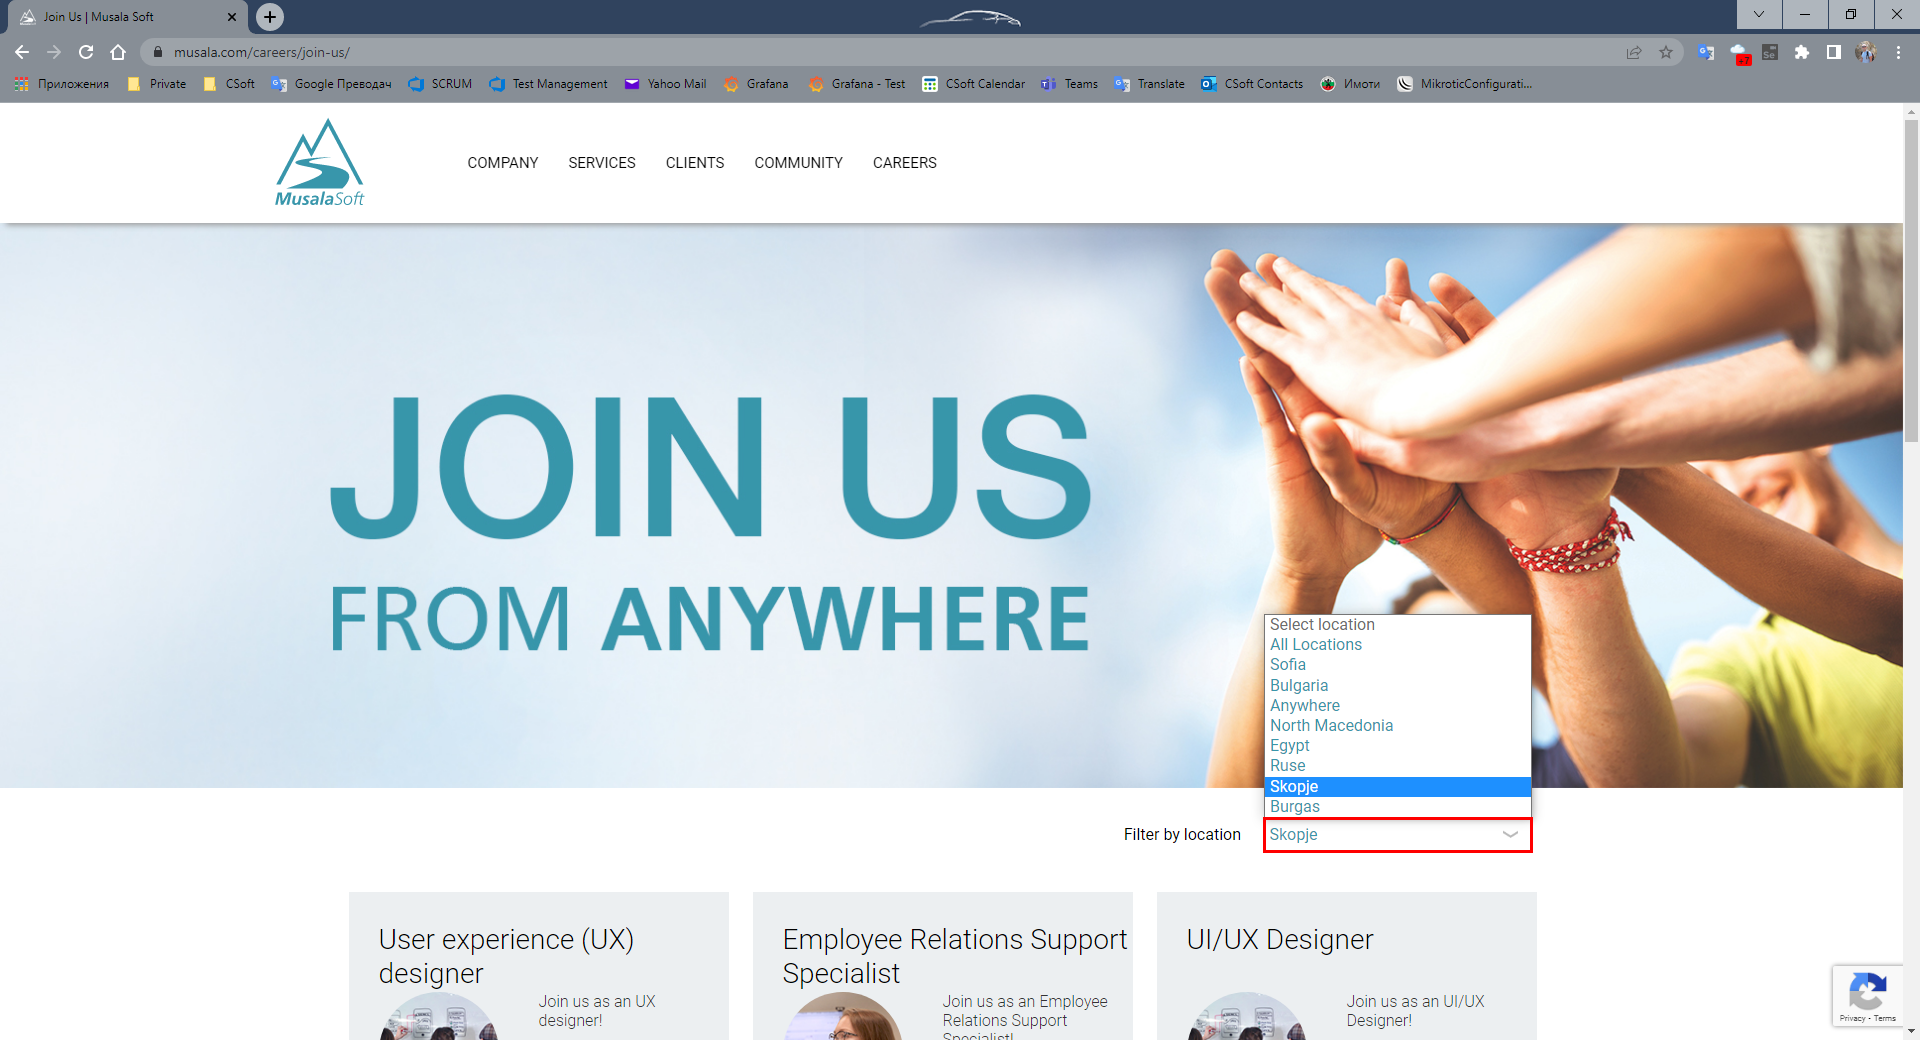 Join Us | Musala Soft
musala.com/careers/join-us/
Приложения Private CSoft Google Преводач SCRUM Test Management Yahoo Mail Grafana Grafana - Test CSoft Calendar Teams Translate CSoft Contacts Имоти MikroticConfigurati...
MusalaSoft
COMPANY SERVICES CLIENTS COMMUNITY CAREERS
JOIN US
FROM ANYWHERE
Select location
All Locations
Sofia
Bulgaria
Anywhere
North Macedonia
Egypt
Ruse
Skopje
Burgas
Filter by location Skopje
User experience (UX)
designer
Join us as an UX
designer!
Employee Relations Support
Specialist
Join us as an Employee
Relations Support
Specialist!
UI/UX Designer
Join us as an UI/UX
Designer!
Privacy - Terms